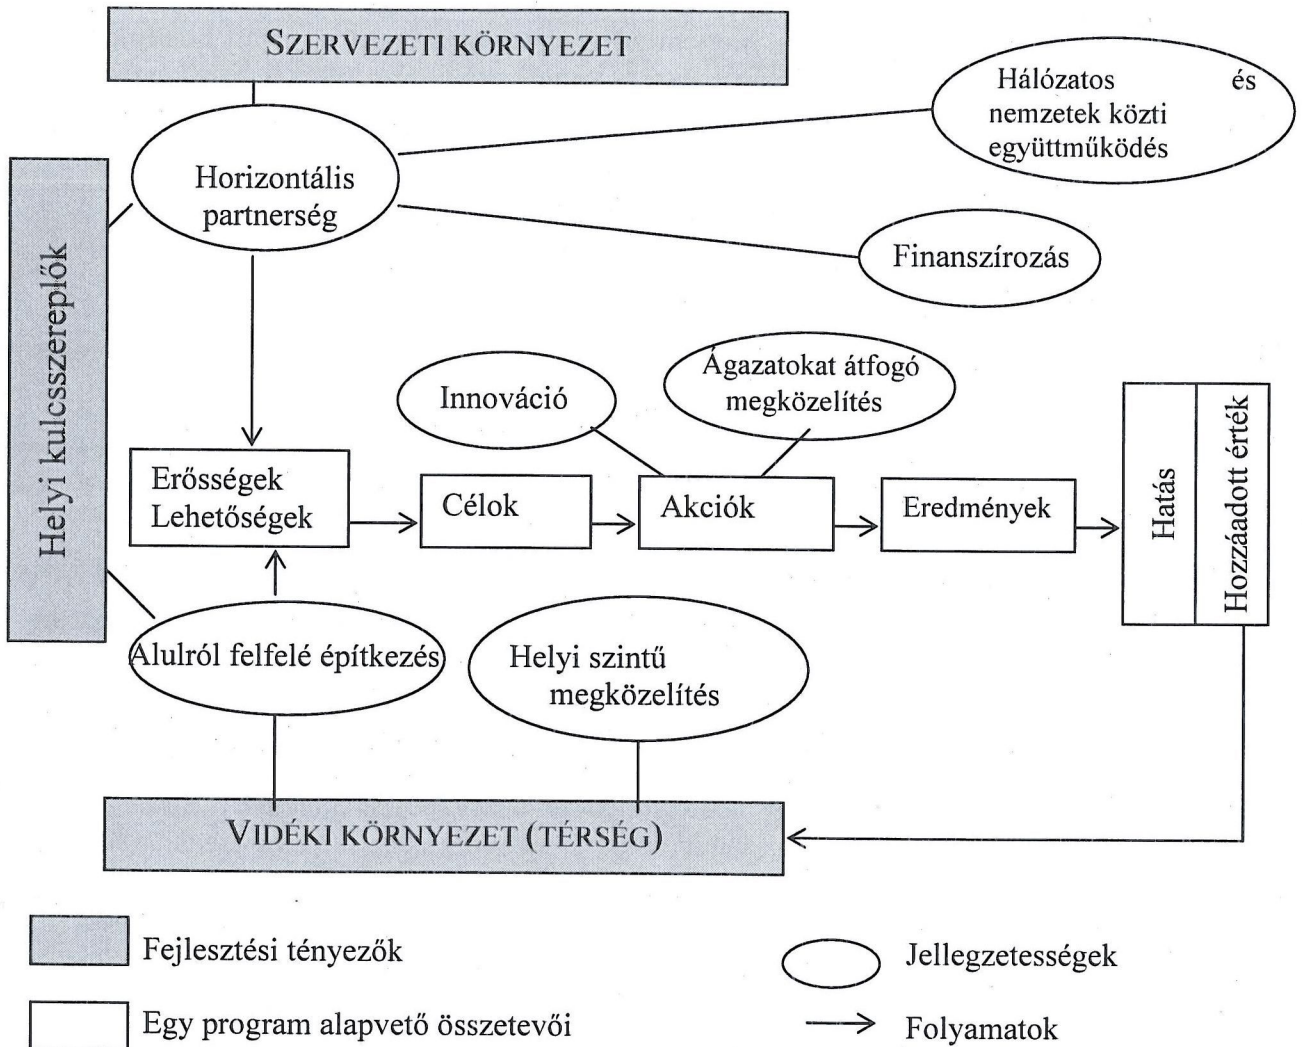 SZERVEZETI KÖRNYEZET
Hálózatos és
nemzetek közti
együttműködés
Horizontális
partnerség
Finanszírozás
Helyi kulcsszereplők
Innováció
Ágazatokat átfogó
megközelítés
Erősségek
Lehetőségek
Célok
Akciók
Eredmények
Hatás
Hozzáadott érték
Alulról felfelé építkezés
Helyi szintű
megközelítés
VIDÉKI KÖRNYEZET (TÉRSÉG)
Fejlesztési tényezők
Jellegzetességek
Egy program alapvető összetevői
Folyamatok